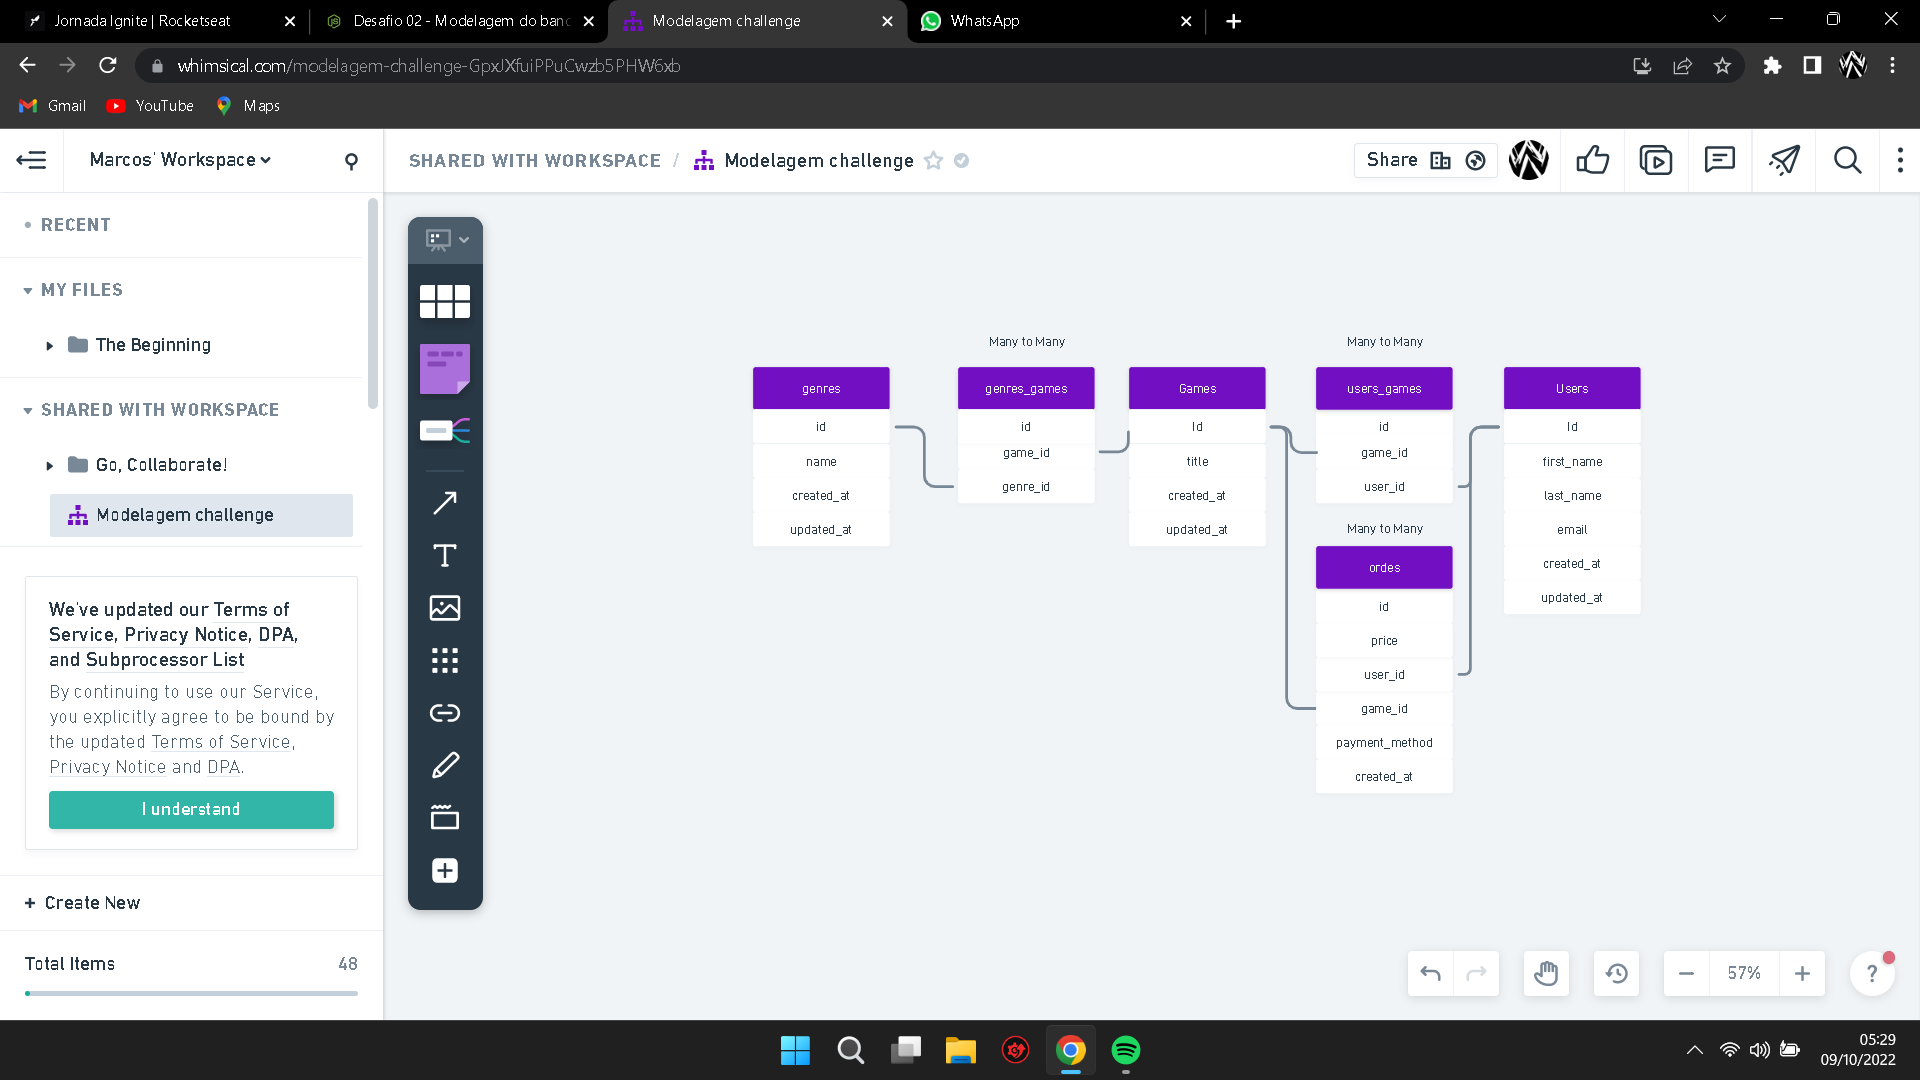 Jornada Ignite | Rocketseat
Desafio 02 - Modelagem do banc
Modelagem challenge
WhatsApp
whimsical.com/modelagem-challenge-GpxJXfuiPPuCwzb5PHW6xb
Gmail
YouTube
Maps
Marcos' Workspace
SHARED WITH WORKSPACE / Modelagem challenge
Share
RECENT
MY FILES
The Beginning
SHARED WITH WORKSPACE
Go, Collaborate!
Modelagem challenge
We've updated our Terms of
Service, Privacy Notice, DPA,
and Subprocessor List
By continuing to use our Service,
you explicitly agree to be bound by
the updated Terms of Service,
Privacy Notice and DPA.
I understand
+ Create New
Total Items 48
genres
id
name
created_at
updated_at
Many to Many
genres_games
id
game_id
genre_id
Games
Id
title
created_at
updated_at
Many to Many
users_games
id
game_id
user_id
Many to Many
ordes
id
price
user_id
game_id
payment_method
created_at
Users
Id
first_name
last_name
email
created_at
updated_at
57%
?
05:29
09/10/2022